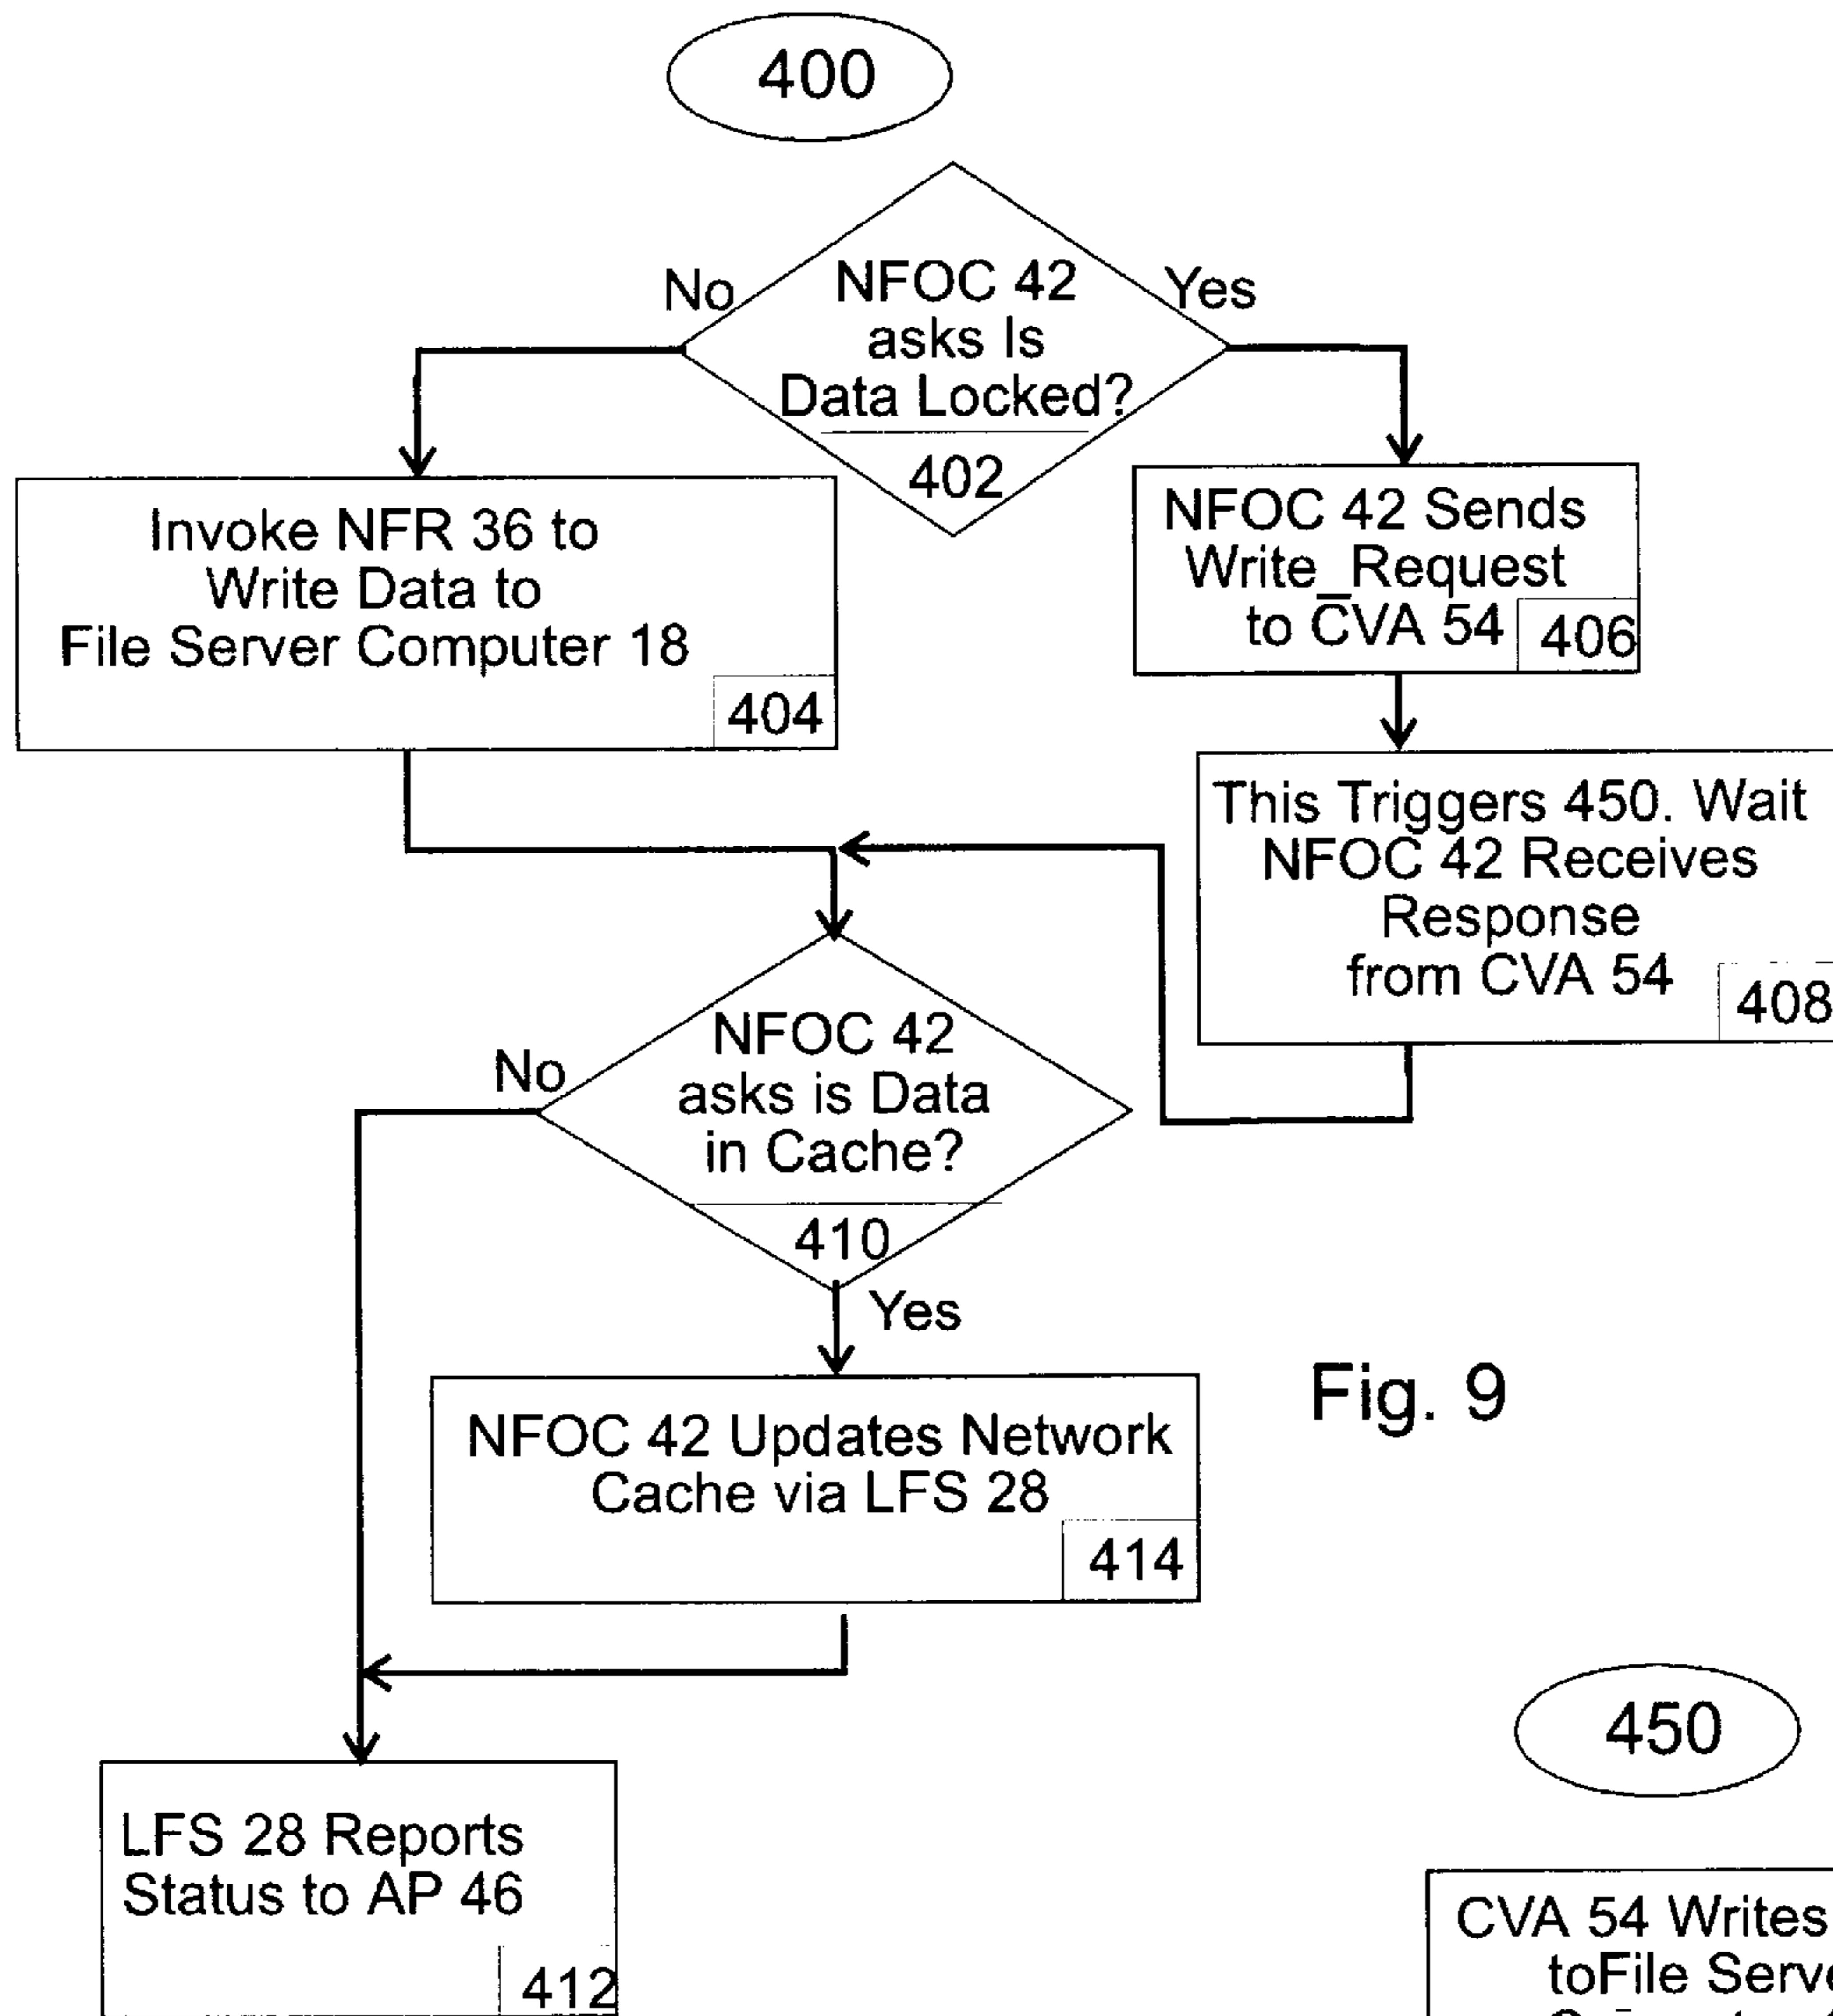 400
No
Yes
NFOC 42
asks Is
Data Locked?
402
Invoke NFR 36 to
Write Data to
File Server Computer 18
404
NFOC 42 Sends
Write_Request
to CVA 54
406
This Triggers 450. Wait
NFOC 42 Receives
Response
from CVA 54
408
No
NFOC 42
asks is Data
in Cache?
410
Yes
NFOC 42 Updates Network
Cache via LFS 28
414
Fig. 9
LFS 28 Reports
Status to AP 46
412
450
CVA 54 Writes
toFile Serve